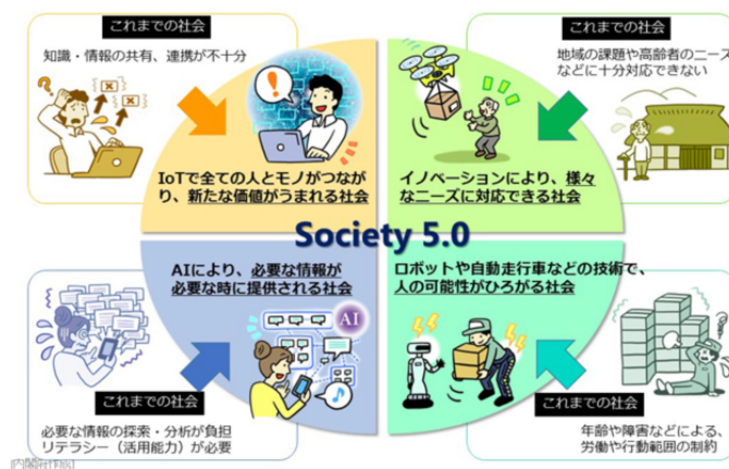 これまでの社会
知識・情報の共有、連携が不十分
IoTで全ての人とモノがつなが
り、新たな価値がうまれる社会
これまでの社会
地域の課題や高齢者のニーズ
などに十分対応できない
イノベーションにより、様々
なニーズに対応できる社会
Society 5.0
AIにより、必要な情報が
必要な時に提供される社会
AI
これまでの社会
必要な情報の探索・分析が負担
リテラシー（活用能力）が必要
ロボットや自動走行車などの技術で、
人の可能性がひろがる社会
これまでの社会
年齢や障害などによる、
労働や行動範囲の制約
[内閣府作成]